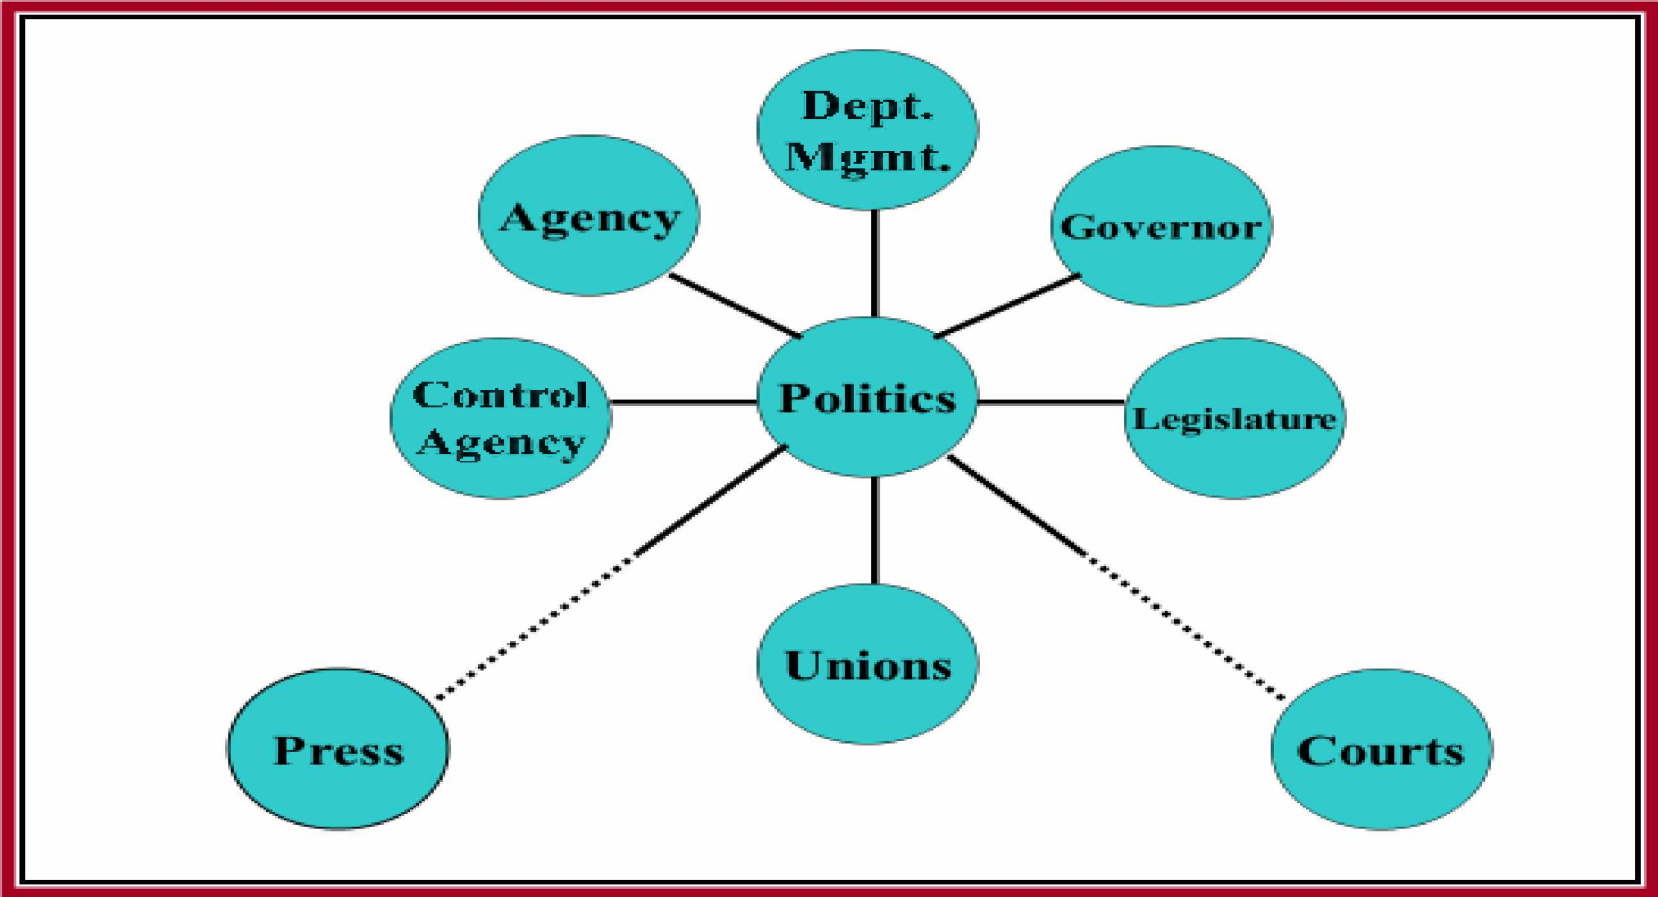 Dept.
Mgmt.
Agency
Governor
Control
Agency
Politics
Legislature
Unions
Press
Courts